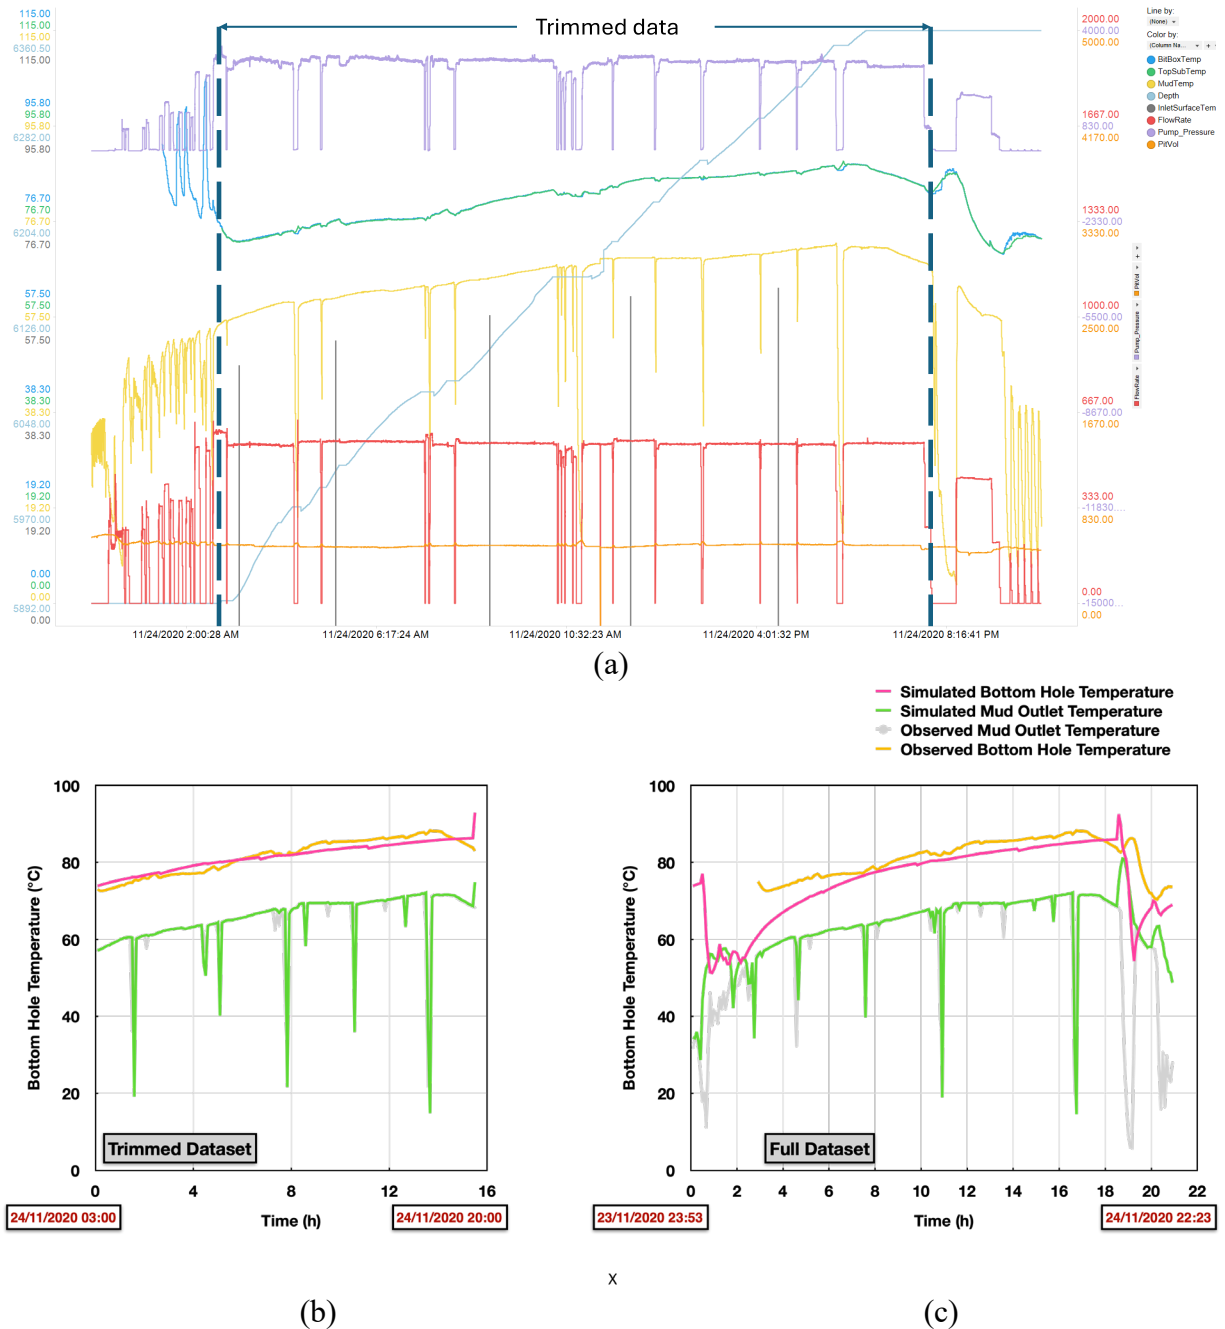 Trimmed data
115.00
115.00
115.00
6360.50
115.00
95.80
95.80
95.80
6282.00
95.80
76.70
76.70
76.70
6204.00
76.70
57.50
57.50
57.50
6126.00
57.50
38.30
38.30
38.30
6048.00
38.30
19.20
19.20
19.20
5970.00
19.20
0.00
0.00
0.00
5892.00
0.00
2000.00
4000.00
5000.00
1667.00
830.00
4170.00
1333.00
-2330.00
3330.00
1000.00
-5500.00
2500.00
667.00
-8670.00
1670.00
333.00
-11830....
830.00
0.00
-15000...
0.00
Line by:
(None)
Color by:
(Column Na...
BitBoxTemp
TopSubTemp
MudTemp
Depth
InletSurfaceTem
FlowRate
Pump_Pressure
PitVol
PitVol
Pump_Pressure
FlowRate
11/24/2020 2:00:28 AM 11/24/2020 6:17:24 AM 11/24/2020 10:32:23 AM 11/24/2020 4:01:32 PM 11/24/2020 8:16:41 PM
(a)
Simulated Bottom Hole Temperature
Simulated Mud Outlet Temperature
Observed Mud Outlet Temperature
Observed Bottom Hole Temperature
Bottom Hole Temperature (°C)
100
80
60
40
20
0
Trimmed Dataset
0 4 8 12 16
24/11/2020 03:00
Time (h)
24/11/2020 20:00
Bottom Hole Temperature (°C)
100
80
60
40
20
0
Full Dataset
0 2 4 6 8 10 12 14 16 18 20 22
23/11/2020 23:53
Time (h)
24/11/2020 22:23
X
(b)
(c)